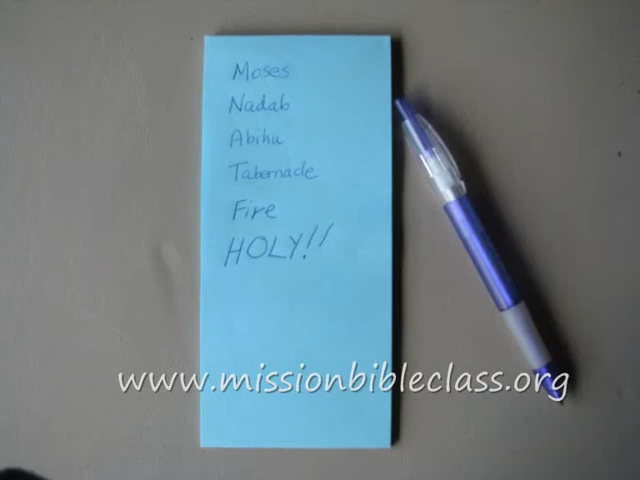 Moses
Nadab
Abihu
Tabernacle
Fire
HOLY!!
www.missionbibleclass.org